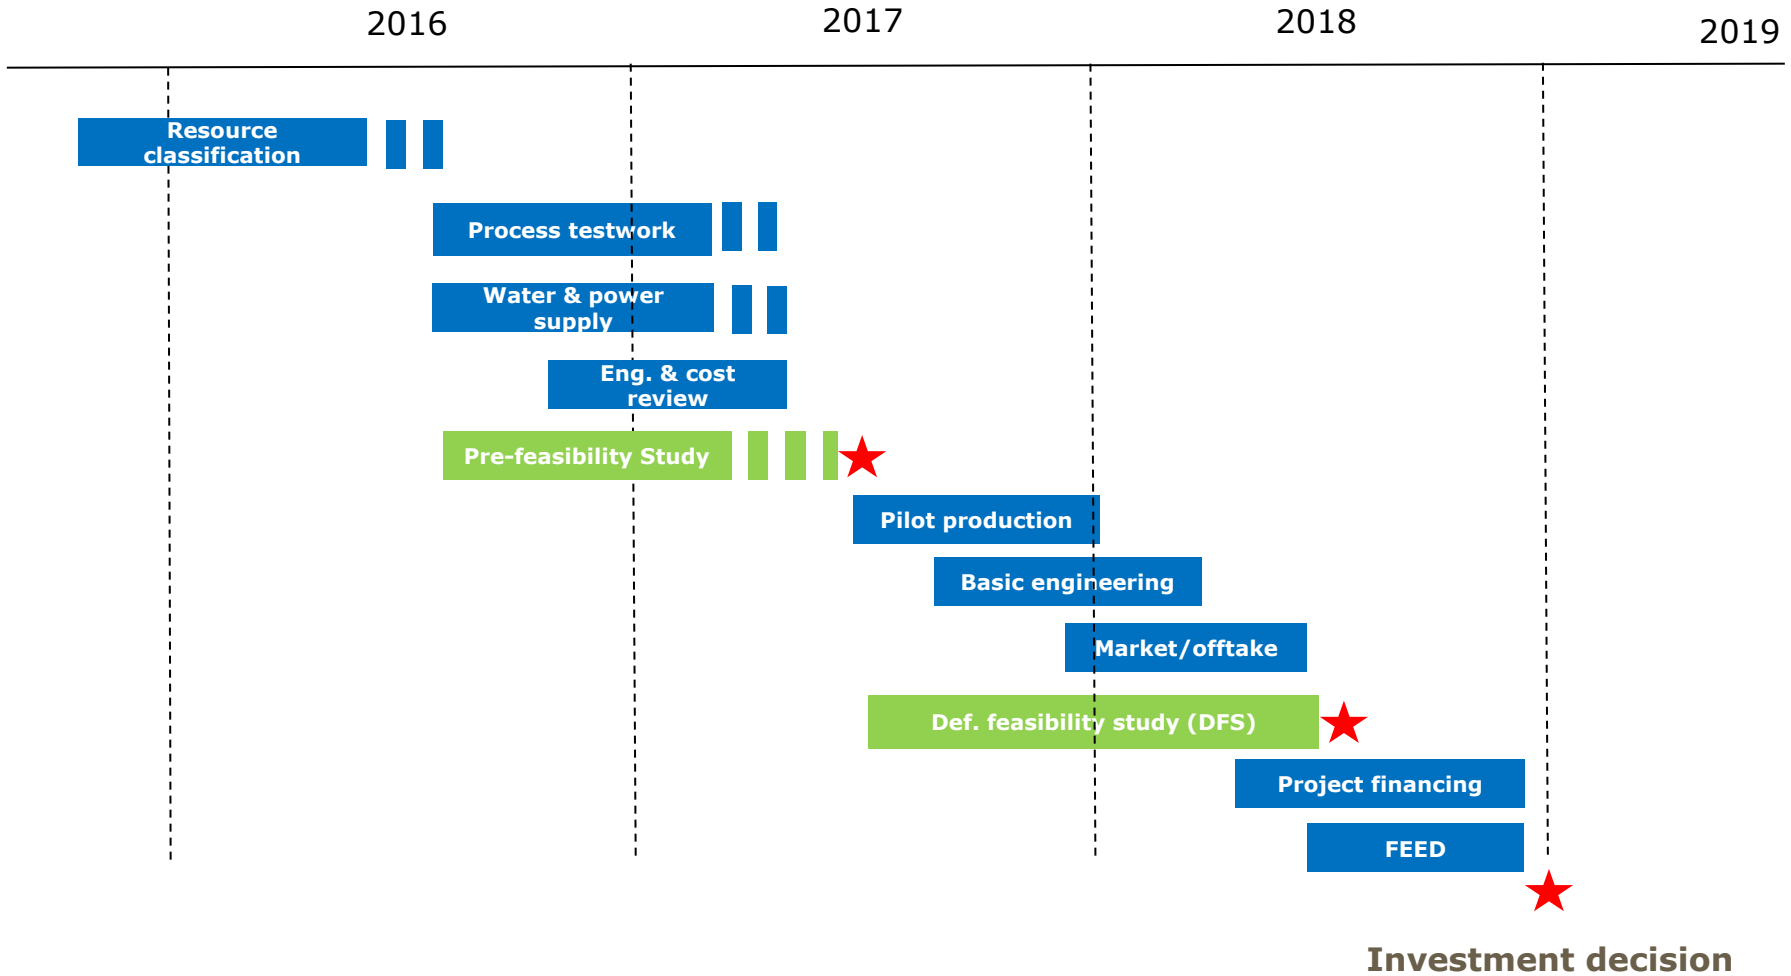 2016
2017
2018
2019
Resource
classification
Process testwork
Water & power
supply
Eng. & cost
review
Pre-feasibility Study
Pilot production
Basic engineering
Market/offtake
Def. feasibility study (DFS)
Project financing
FEED
Investment decision